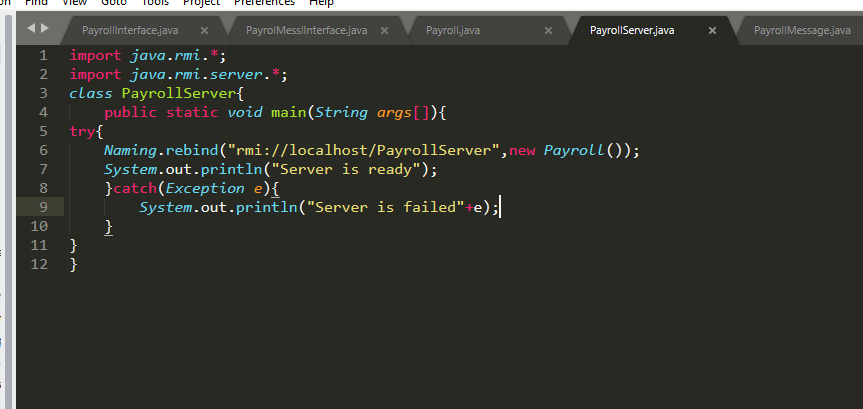 Find View Goto Tools Project Preferences Help
PayrollInterface.java × PayrolMessIInterface.java × Payroll.java × PayrollServer.java × PayrollMessage.java
1 import java.rmi.*;
2 import java.rmi.server.*;
3 class PayrollServer{
4 public static void main(String args[]){
5 try{
6 Naming.rebind("rmi://localhost/PayrollServer",new Payroll());
7 System.out.println("Server is ready");
8 }catch(Exception e){
9 System.out.println("Server is failed"+e);
10 }
11 }
12 }